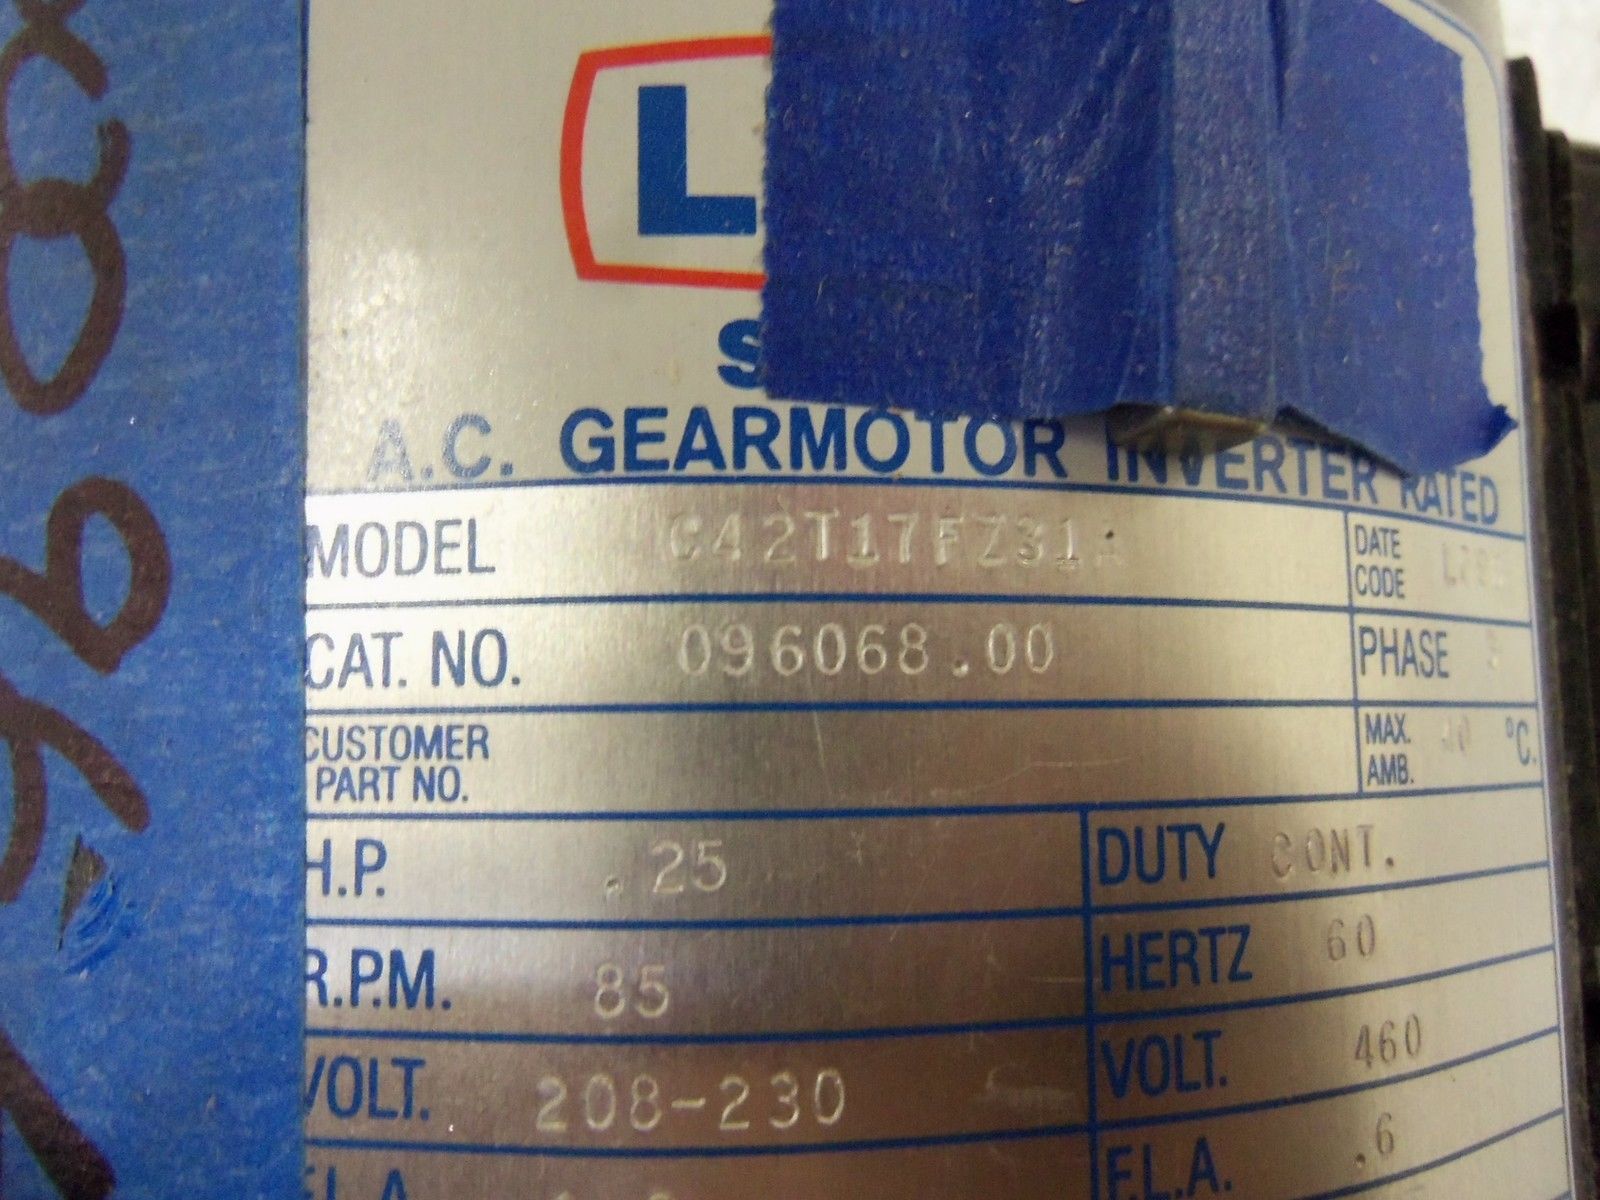 L
S
A.C. GEARMOTOR INVERTER RATED
MODEL C42T17FZ31A
DATE CODE
CAT. NO. 096068.00
PHASE
CUSTOMER PART NO.
MAX. AMB. 40 °C.
H.P. .25
DUTY CONT.
R.P.M. 85
HERTZ 60
VOLT. 208-230
VOLT. 460
F.L.A.
F.L.A. .6